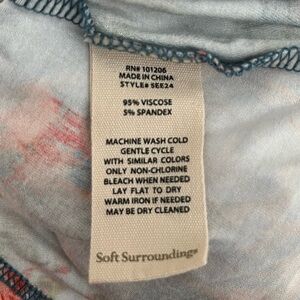 RN# 101206
MADE IN CHINA
STYLE# SEE24
95% VISCOSE
5% SPANDEX
MACHINE WASH COLD
GENTLE CYCLE
WITH SIMILAR COLORS
ONLY NON-CHLORINE
BLEACH WHEN NEEDED
LAY FLAT TO DRY
WARM IRON IF NEEDED
MAY BE DRY CLEANED
Soft Surroundings